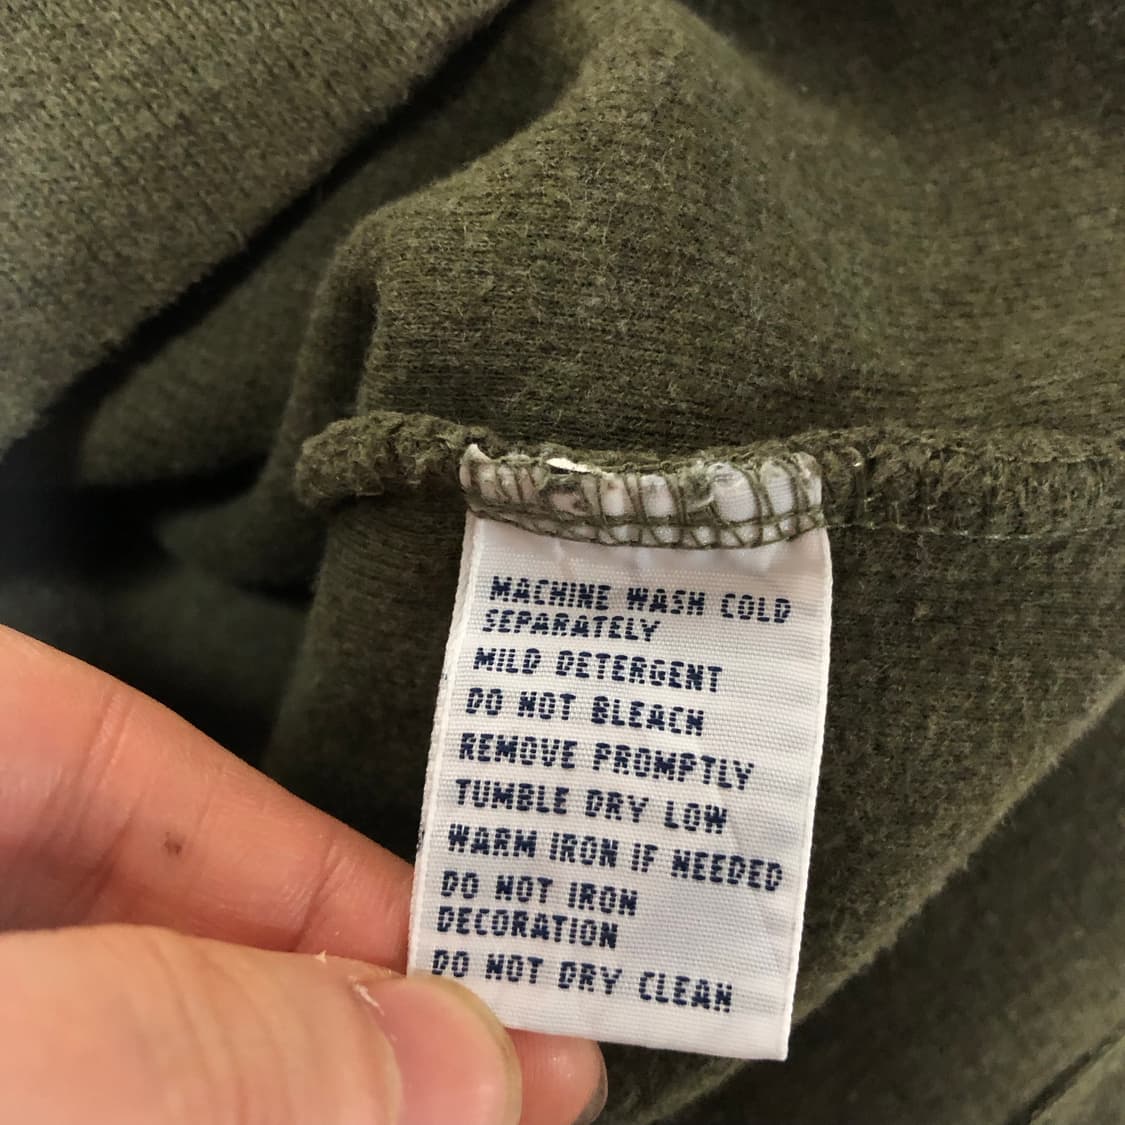 MACHINE WASH COLD
SEPARATELY
MILD DETERGENT
DO NOT BLEACH
REMOVE PROMPTLY
TUMBLE DRY LOW
WARM IRON IF NEEDED
DO NOT IRON
DECORATION
DO NOT DRY CLEAN